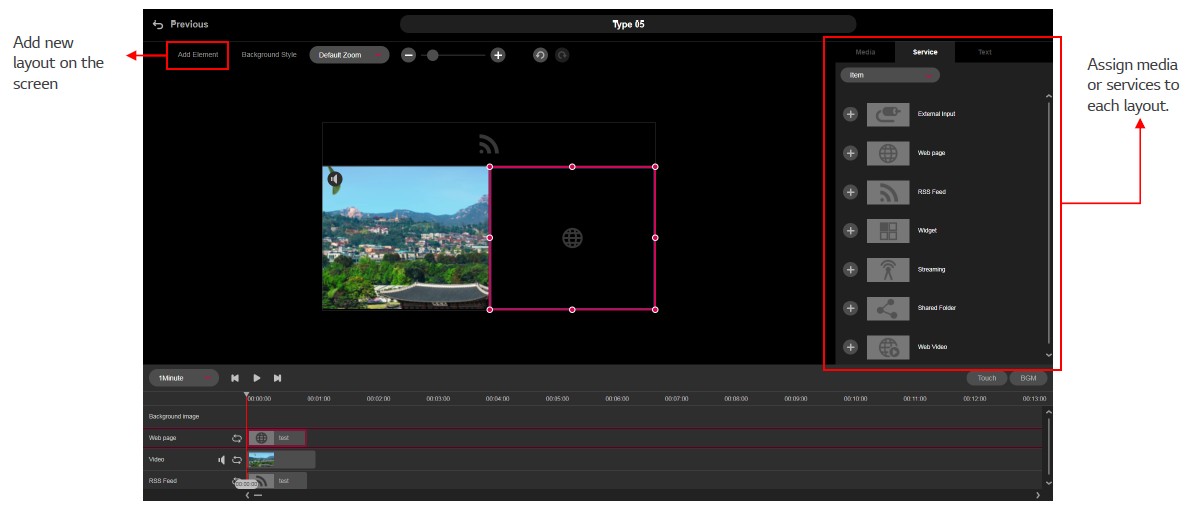 Previous
Type 05
Add new
layout on the
screen
Add Element
Background Style
Default Zoom
Media
Service
Text
Item
External Input
Web page
RSS Feed
Widget
Streaming
Shared Folder
Web Video
Assign media
or services to
each layout.
1Minute
Touch
BGM
00:00:00
00:01:00
00:02:00
00:03:00
00:04:00
00:05:00
00:06:00
00:07:00
00:08:00
00:09:00
00:10:00
00:11:00
00:12:00
00:13:00
Background Image
Web page
test
Video
RSS Feed
00:00:00
test